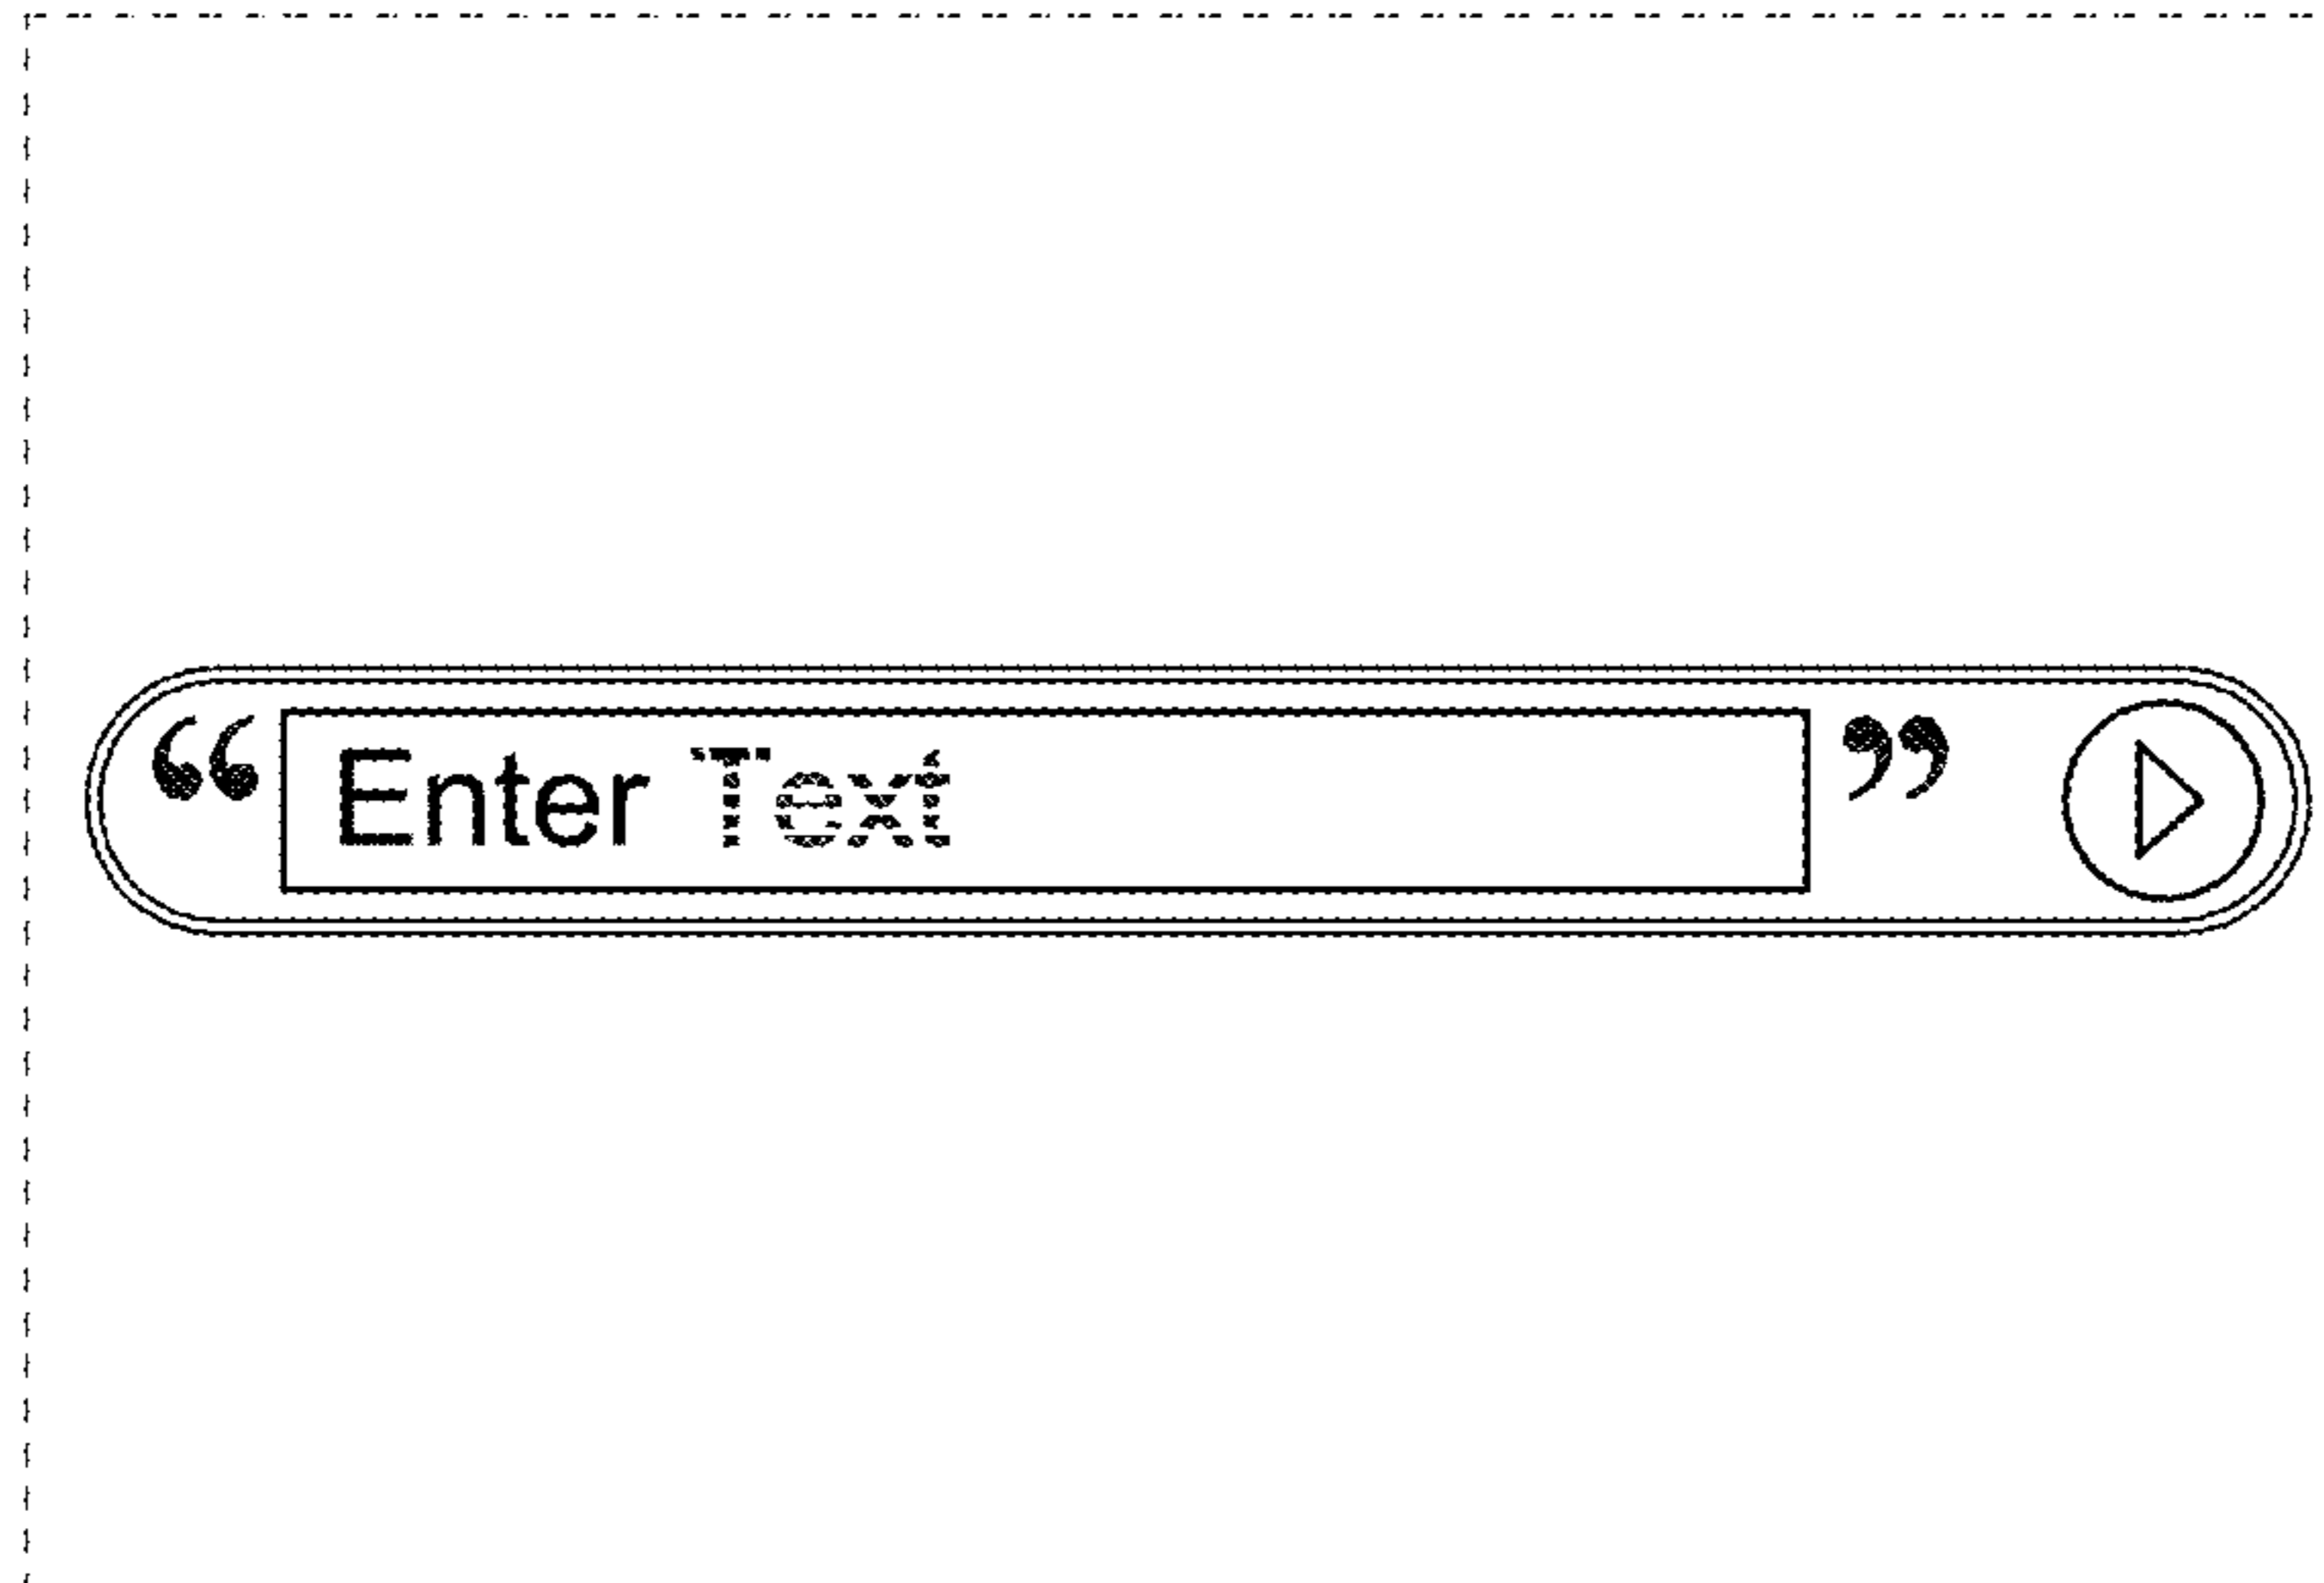 “ Enter Text ”